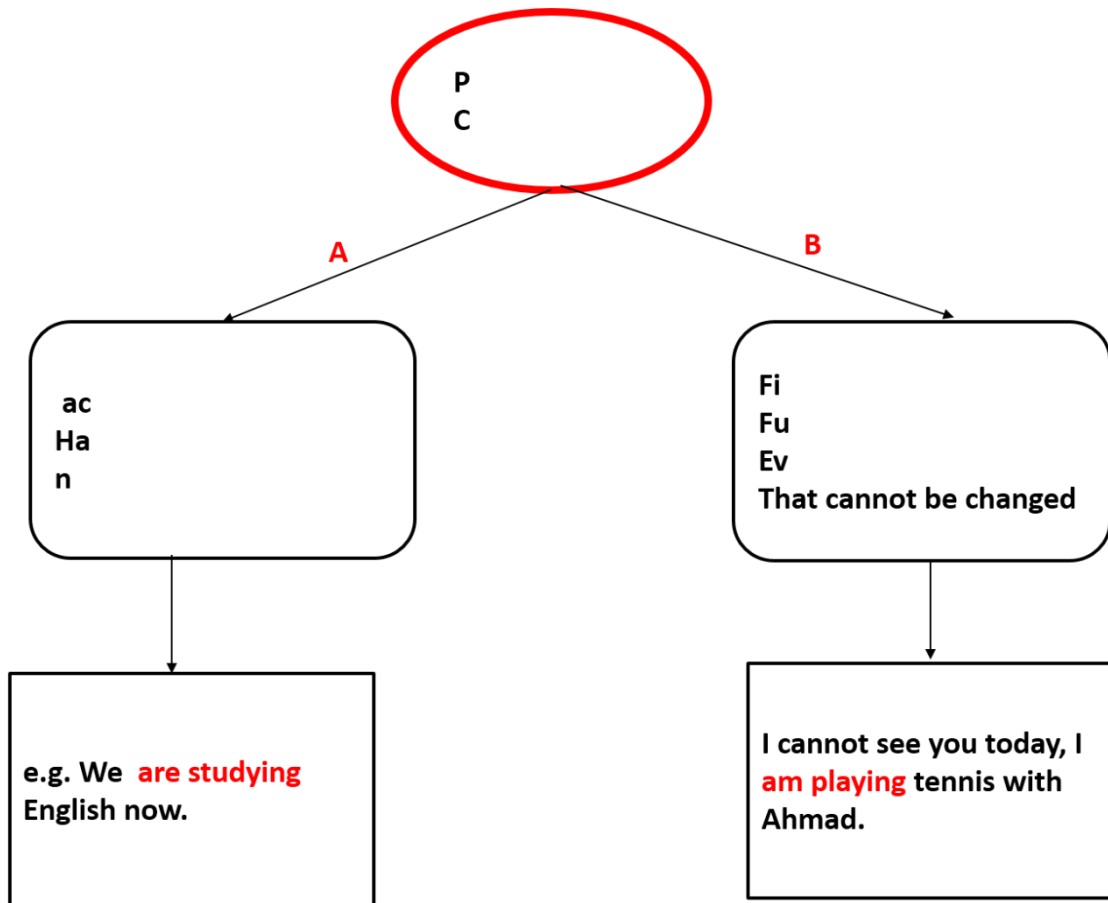 P
C
A
B
ac
Ha
n
Fi
Fu
Ev
That cannot be changed
e.g. We are studying
English now.
I cannot see you today, I
am playing tennis with
Ahmad.